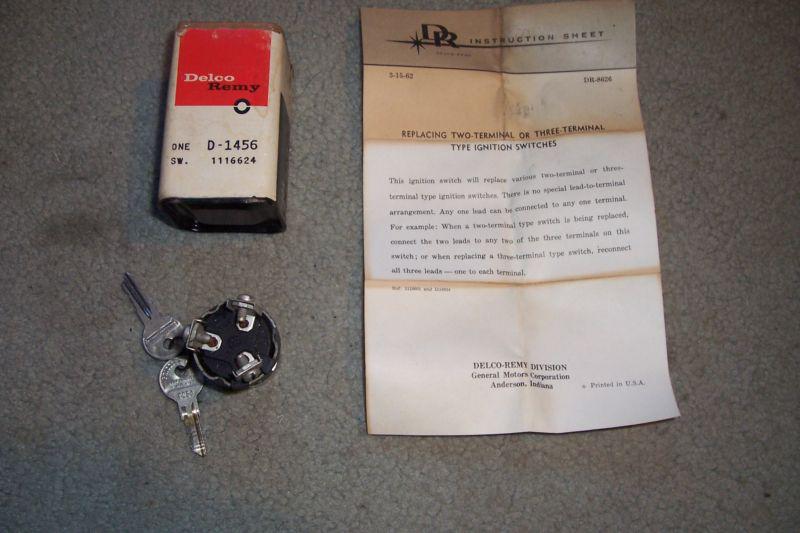 Delco
Remy
ONE D-1456
SW. 1116624
DR INSTRUCTION SHEET
DELCO-REMY
3-15-62 DR-8626
REPLACING TWO-TERMINAL OR THREE-TERMINAL
TYPE IGNITION SWITCHES
This ignition switch will replace various two-terminal or three-
terminal type ignition switches. There is no special lead-to-terminal
arrangement. Any one lead can be connected to any one terminal.
For example: When a two-terminal type switch is being replaced,
connect the two leads to any two of the three terminals on this
switch; or when replacing a three-terminal type switch, reconnect
all three leads — one to each terminal.
Ref. and
DELCO-REMY DIVISION
General Motors Corporation
Anderson, Indiana
Printed in U.S.A.